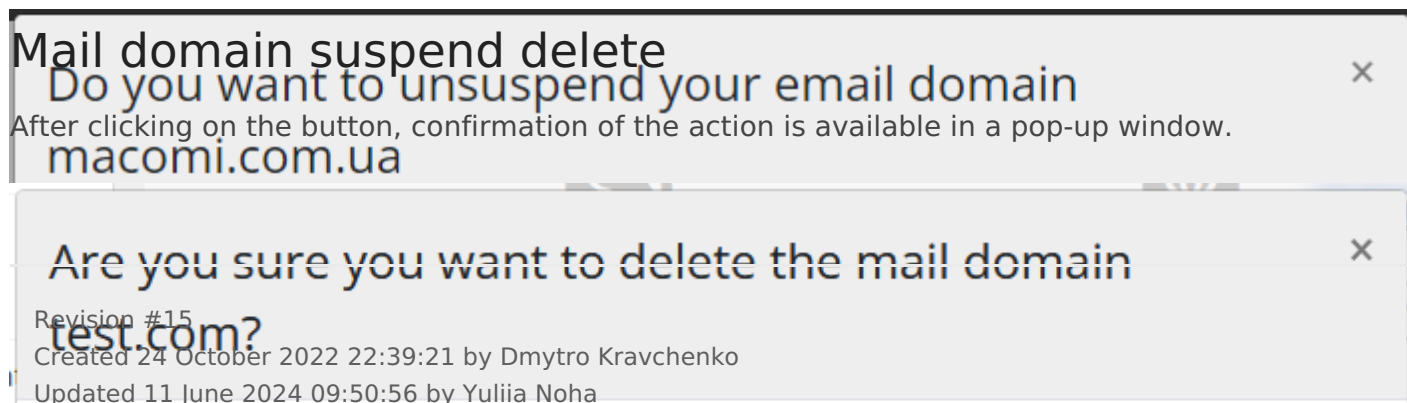 Mail domain suspend delete
Do you want to unsuspend your email domain
After clicking on the button, confirmation of the action is available in a pop-up window.
macomi.com.ua
Are you sure you want to delete the mail domain
Revision #15
test.com?
Created 24 October 2022 22:39:21 by Dmytro Kravchenko
Updated 11 June 2024 09:50:56 by Yuliia Noha